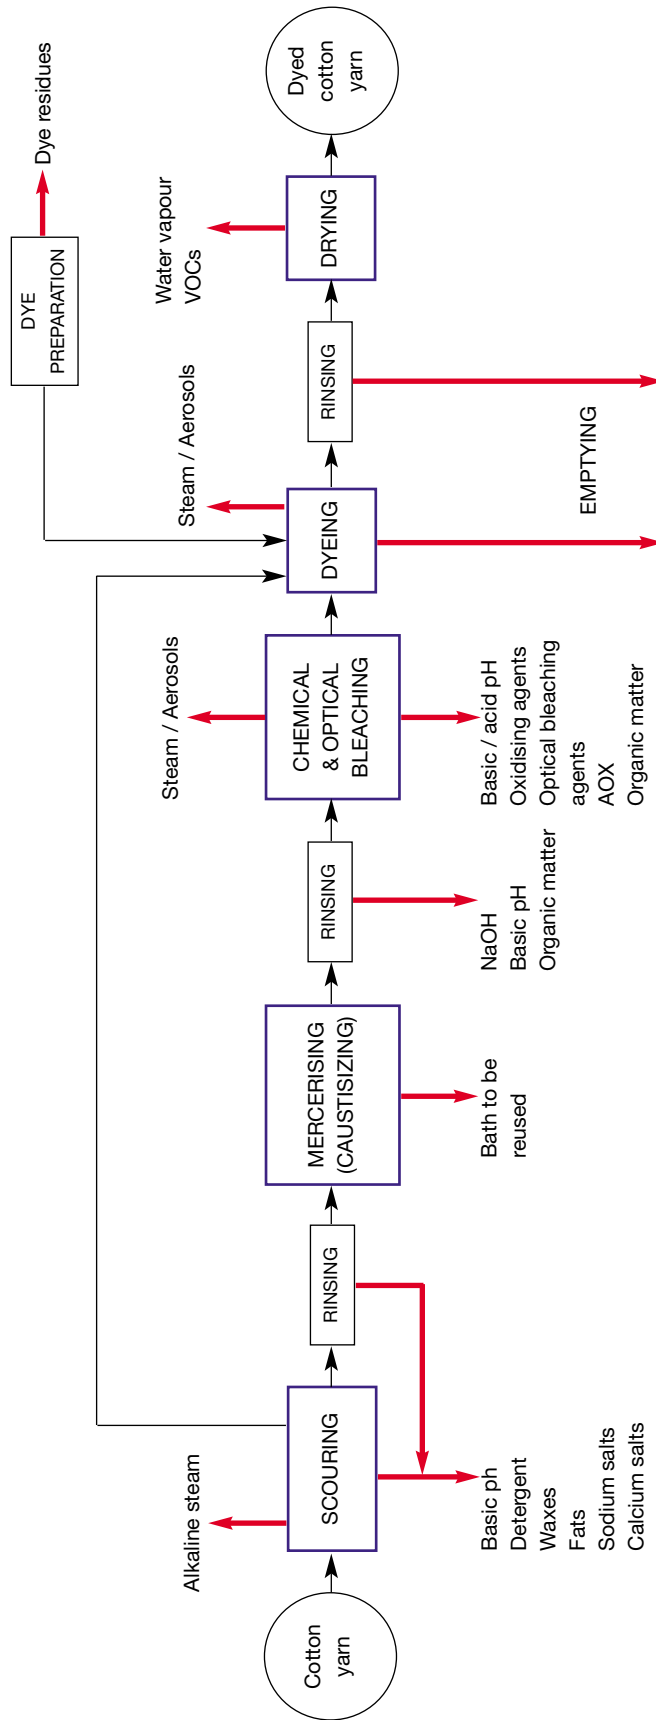 Cotton
yarn
Alkaline steam
SCOURING
Basic ph
Detergent
Waxes
Fats
Sodium salts
Calcium salts
RINSING
MERCERISING
(CAUSTISIZING)
Bath to be
reused
RINSING
NaOH
Basic pH
Organic matter
Steam / Aerosols
CHEMICAL
& OPTICAL
BLEACHING
Basic / acid pH
Oxidising agents
Optical bleaching
agents
AOX
Organic matter
DYE
PREPARATION
Dye residues
Steam / Aerosols
DYEING
RINSING
EMPTYING
Water vapour
VOCs
DRYING
Dyed
cotton
yarn